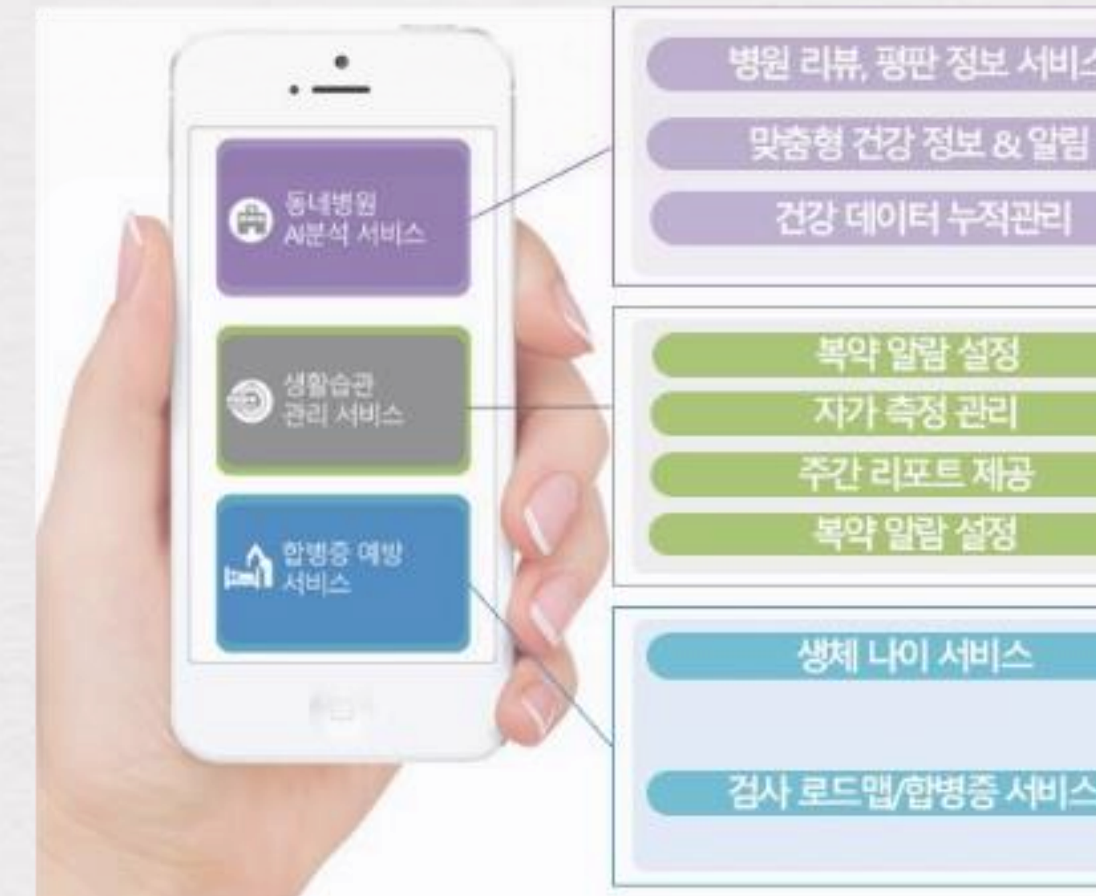 동네병원
AI분석 서비스
생활습관
관리 서비스
합병증 예방
서비스
병원 리뷰, 평판 정보 서비스
맞춤형 건강 정보 & 알림
건강 데이터 누적관리
복약 알람 설정
자가 측정 관리
주간 리포트 제공
복약 알람 설정
생체 나이 서비스
검사 로드맵/합병증 서비스